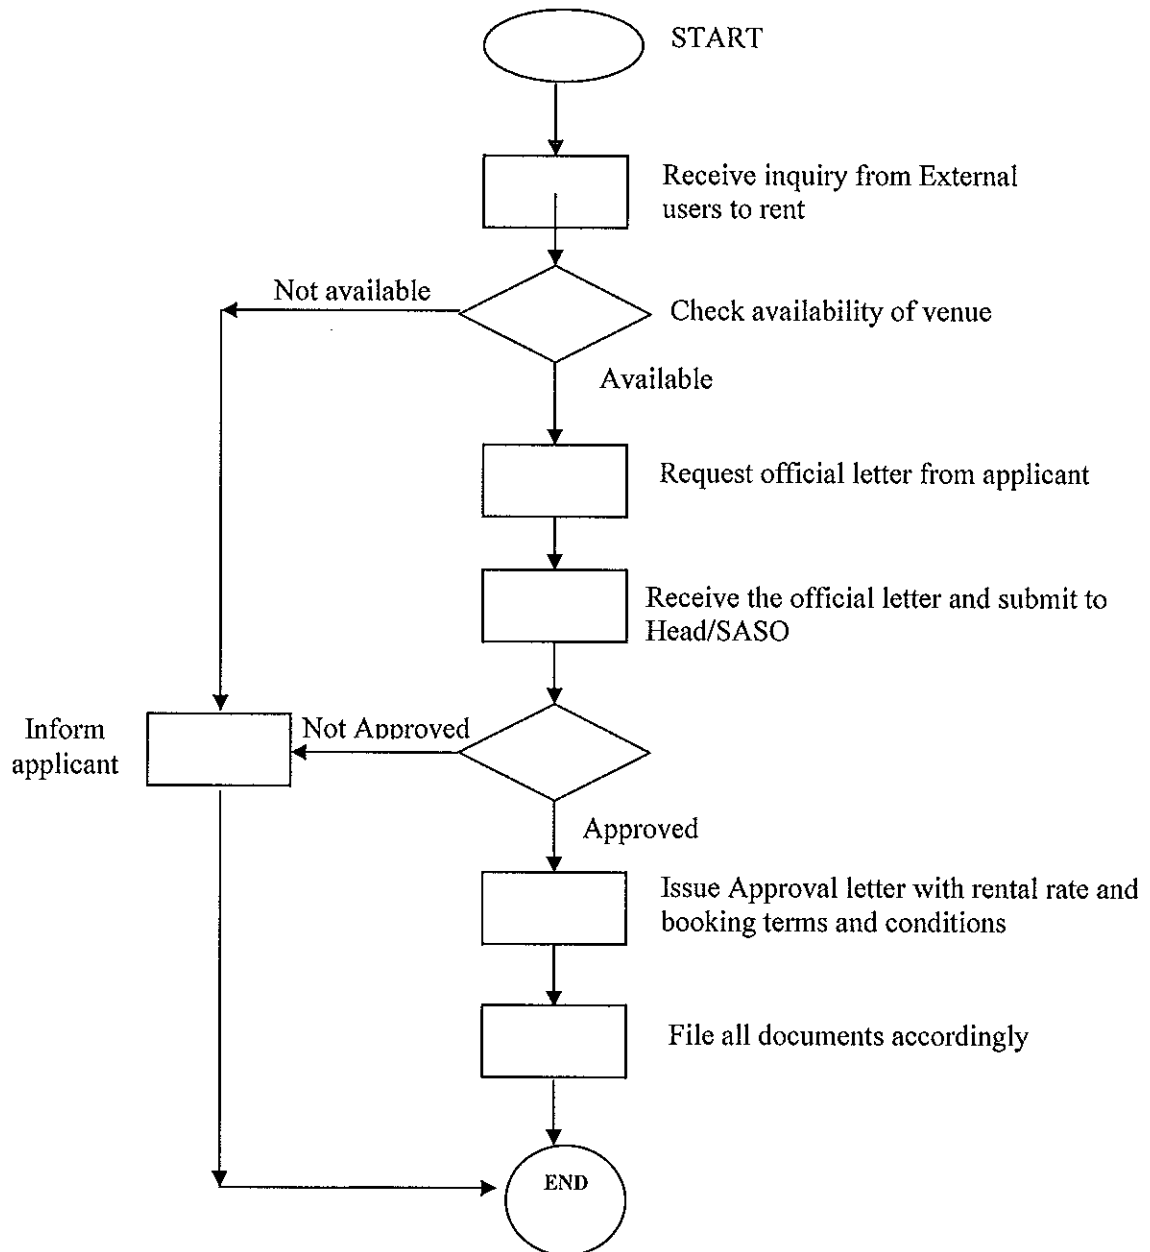 START
Receive inquiry from External
users to rent
Not available
Check availability of venue
Available
Request official letter from applicant
Receive the official letter and submit to
Head/SASO
Inform
applicant
Not Approved
Approved
Issue Approval letter with rental rate and
booking terms and conditions
File all documents accordingly
END